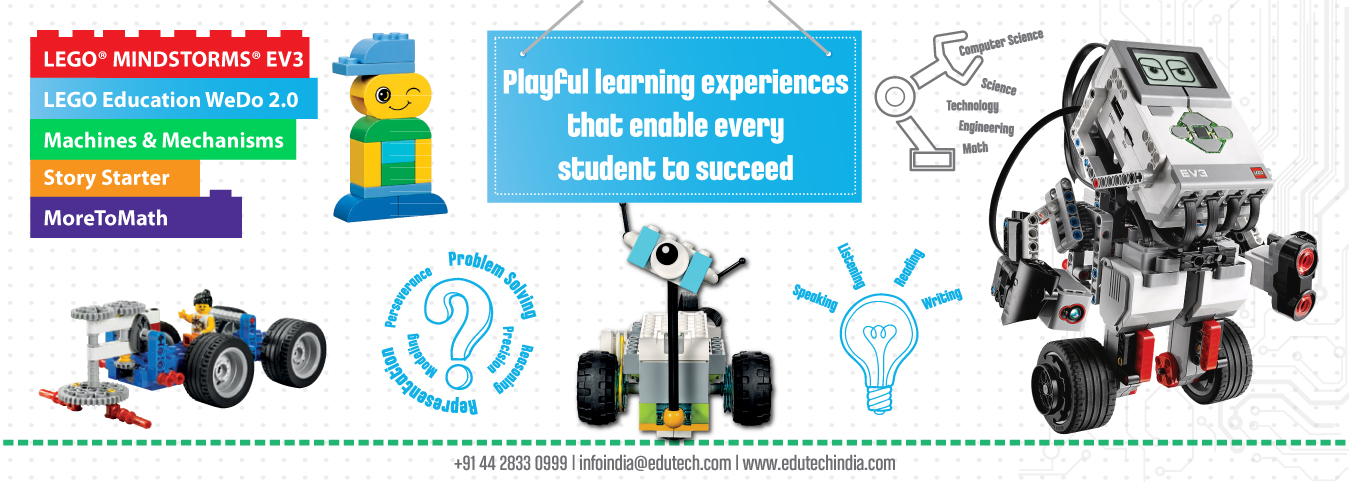 LEGO® MINDSTORMS® EV3
LEGO Education WeDo 2.0
Machines & Mechanisms
Story Starter
MoreToMath
Playful learning experiences
that enable every
student to succeed
Computer Science
Science
Technology
Engineering
Math
EV3
LEGO
Problem Solving
Perseverance
Precision
Reasoning
Modeling
Representation
Speaking
Listening
Reading
Writing
+91 44 2833 0999 | infoindia@edutech.com | www.edutechindia.com